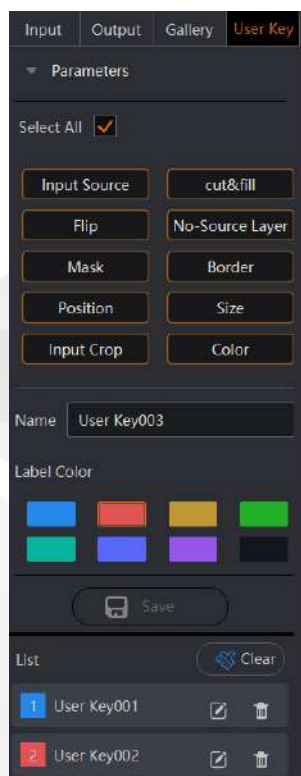 Input Output Gallery User Key
Parameters
Select All
Input Source cut&fill
Flip No-Source Layer
Mask Border
Position Size
Input Crop Color
Name User Key003
Label Color
Save
List Clear
1 User Key001
2 User Key002